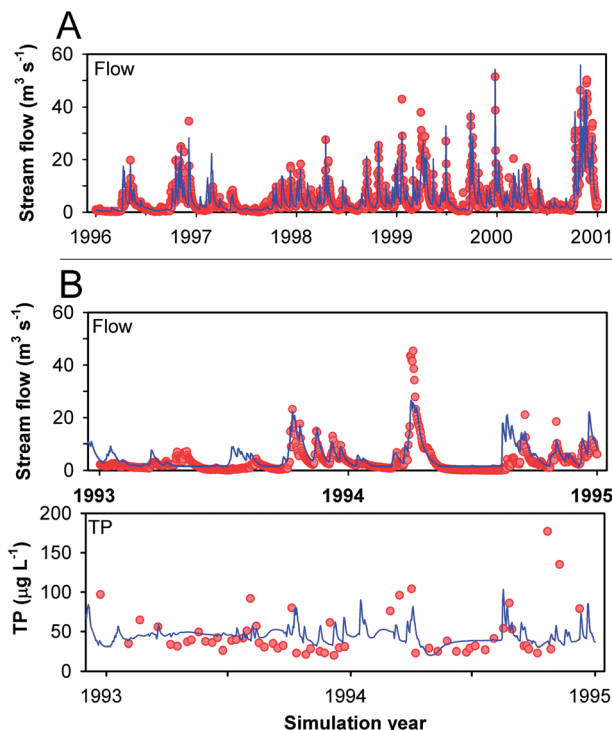 A
Flow
Stream flow (m³ s⁻¹)
60
40
20
0
1996
1997
1998
1999
2000
2001
B
Flow
Stream flow (m³ s⁻¹)
60
40
20
0
1993
1994
1995
TP
TP (μg L⁻¹)
200
150
100
50
0
1993
1994
1995
Simulation year